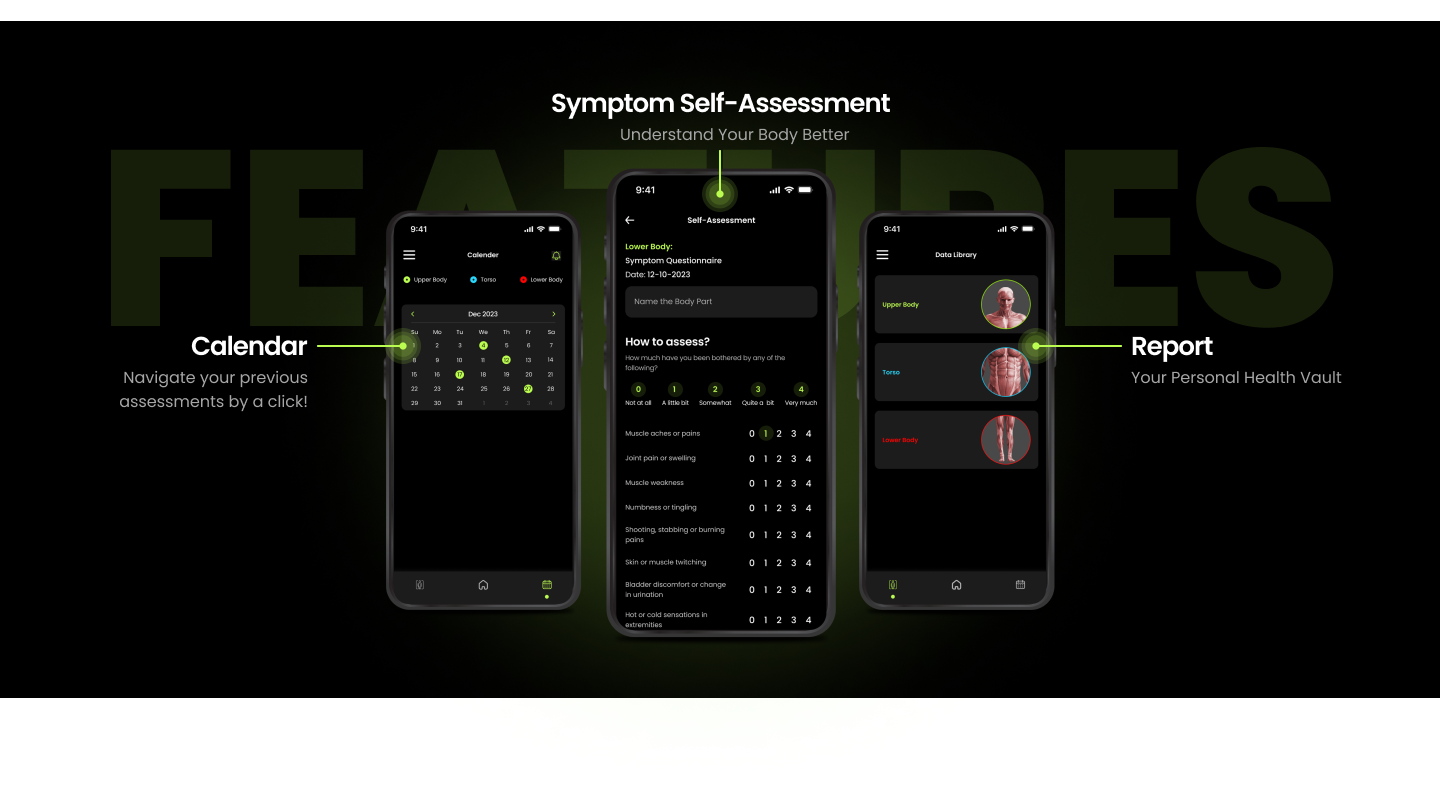 FEATURES
Symptom Self-Assessment
Understand Your Body Better
Calendar
Navigate your previous
assessments by a click!
9:41
Calender
Upper Body Torso Lower Body
Dec 2023
Su Mo Tu We Th Fr Sa
1 2 3 4 5 6 7
8 9 10 11 12 13 14
15 16 17 18 19 20 21
22 23 24 25 26 27 28
29 30 31 1 2 3 4
9:41
Self-Assessment
Lower Body:
Symptom Questionnaire
Date: 12-10-2023
Name the Body Part
How to assess?
How much have you been bothered by any of the
following?
0 1 2 3 4
Not at all A little bit Somewhat Quite a bit Very much
Muscle aches or pains 0 1 2 3 4
Joint pain or swelling 0 1 2 3 4
Muscle weakness 0 1 2 3 4
Numbness or tingling 0 1 2 3 4
Shooting, stabbing or burning
pains 0 1 2 3 4
Skin or muscle twitching 0 1 2 3 4
Bladder discomfort or change
in urination 0 1 2 3 4
Hot or cold sensations in
extremities 0 1 2 3 4
9:41
Data Library
Upper Body
Torso
Lower Body
Report
Your Personal Health Vault